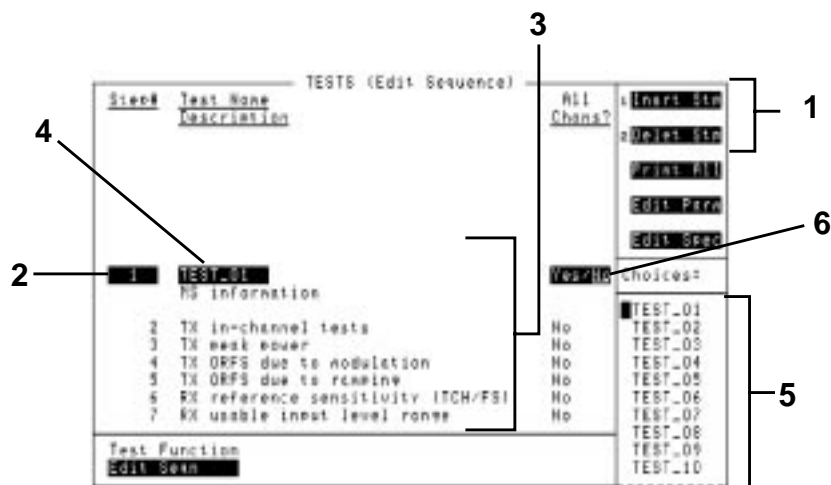 3
TESTS (Edit Sequence)
Step# Test Name All
Description Chans?
1 Insrt Stp
2 Delet Stp
1
4
Print All
Edit Parm
Edit Spec
6
2
1 TEST_01 Yes/No
MS information
Choices:
2 TX in-channel tests No
3 TX peak power No
4 TX ORFS due to modulation No
5 TX ORFS due to ramping No
6 RX reference sensitivity (TCH/FS) No
7 RX usable input level range No
TEST_01
TEST_02
TEST_03
TEST_04
TEST_05
TEST_06
TEST_07
TEST_08
TEST_09
TEST_10
5
Test Function
Edit Seqn